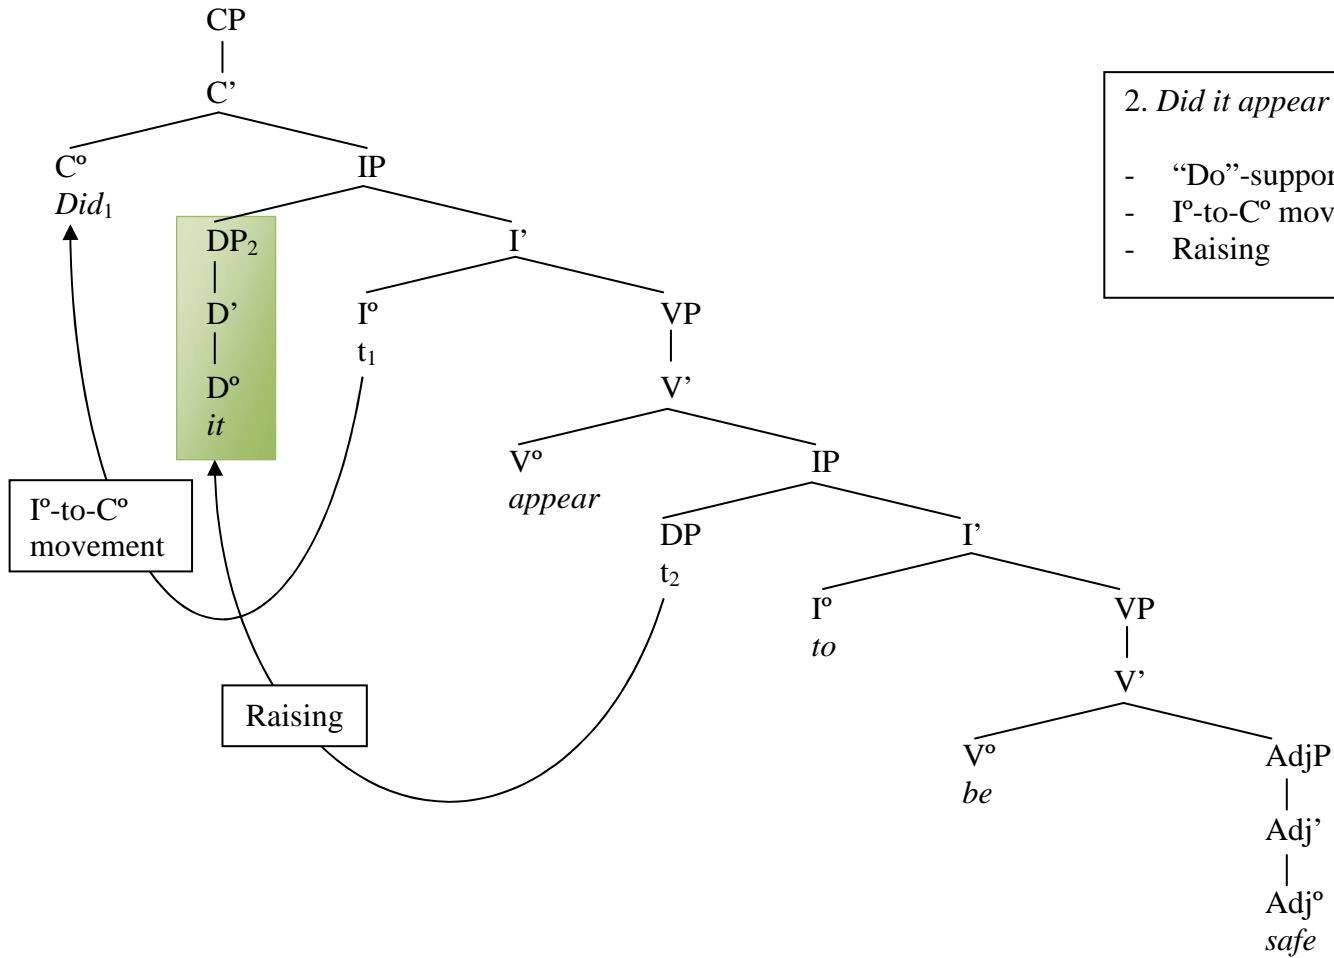 CP
C’
Cº IP
Did₁
2. Did it appear
- “Do”-suppor
- Iº-to-Cº mov
- Raising
DP₂ I’
D’ Iº VP
t₁
Dº V’
it
Vº IP
appear
Iº-to-Cº
movement
DP I’
t₂
Iº VP
to
Raising
V’
Vº AdjP
be
Adj’
Adjº
safe